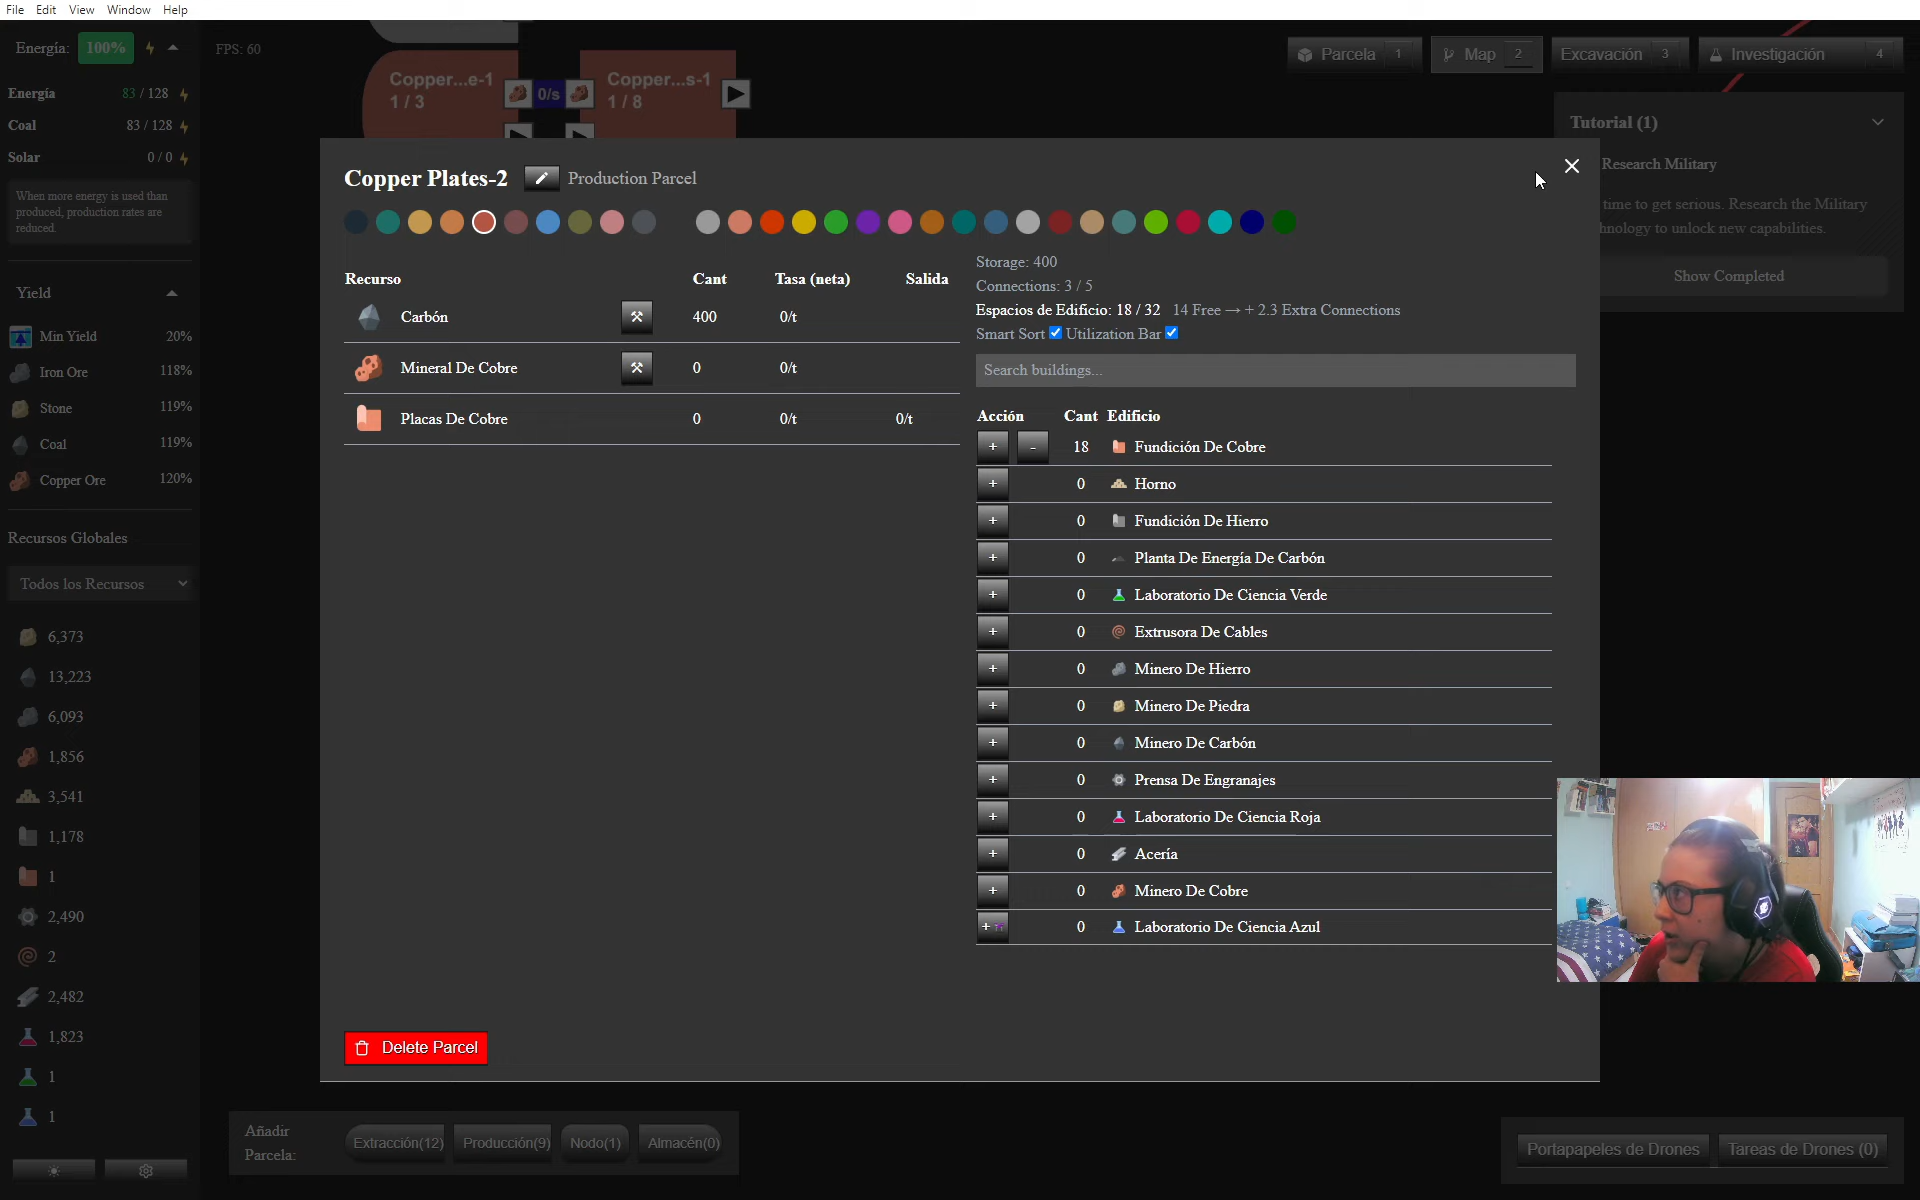 File Edit View Window Help
Energía: 100%
FPS: 60
Energía 83 / 128
Coal 83 / 128
Solar 0 / 0
When more energy is used than
produced, production rates are
reduced.
Yield
Min Yield 20%
Iron Ore 118%
Stone 119%
Coal 119%
Copper Ore 120%
Recursos Globales
Todos los Recursos
6,373
13,223
6,093
1,856
3,541
1,178
1
2,490
2
2,482
1,823
1
1
Copper...e-1
1 / 3
0/s
Copper...s-1
1 / 8
Parcela 1
Map 2
Excavación 3
Investigación 4
Tutorial (1)
Research Military
time to get serious. Research the Military
hnology to unlock new capabilities.
Show Completed
Copper Plates-2 Production Parcel
Recurso Cant Tasa (neta) Salida
Carbón 400 0/t
Mineral De Cobre 0 0/t
Placas De Cobre 0 0/t 0/t
Delete Parcel
Storage: 400
Connections: 3 / 5
Espacios de Edificio: 18 / 32 14 Free → + 2.3 Extra Connections
Smart Sort Utilization Bar
Search buildings...
Acción Cant Edificio
+ - 18 Fundición De Cobre
+ 0 Horno
+ 0 Fundición De Hierro
+ 0 Planta De Energía De Carbón
+ 0 Laboratorio De Ciencia Verde
+ 0 Extrusora De Cables
+ 0 Minero De Hierro
+ 0 Minero De Piedra
+ 0 Minero De Carbón
+ 0 Prensa De Engranajes
+ 0 Laboratorio De Ciencia Roja
+ 0 Acería
+ 0 Minero De Cobre
+ 0 Laboratorio De Ciencia Azul
Añadir
Parcela:
Extracción(12) Producción(9) Nodo(1) Almacén(0)
Portapapeles de Drones Tareas de Drones (0)